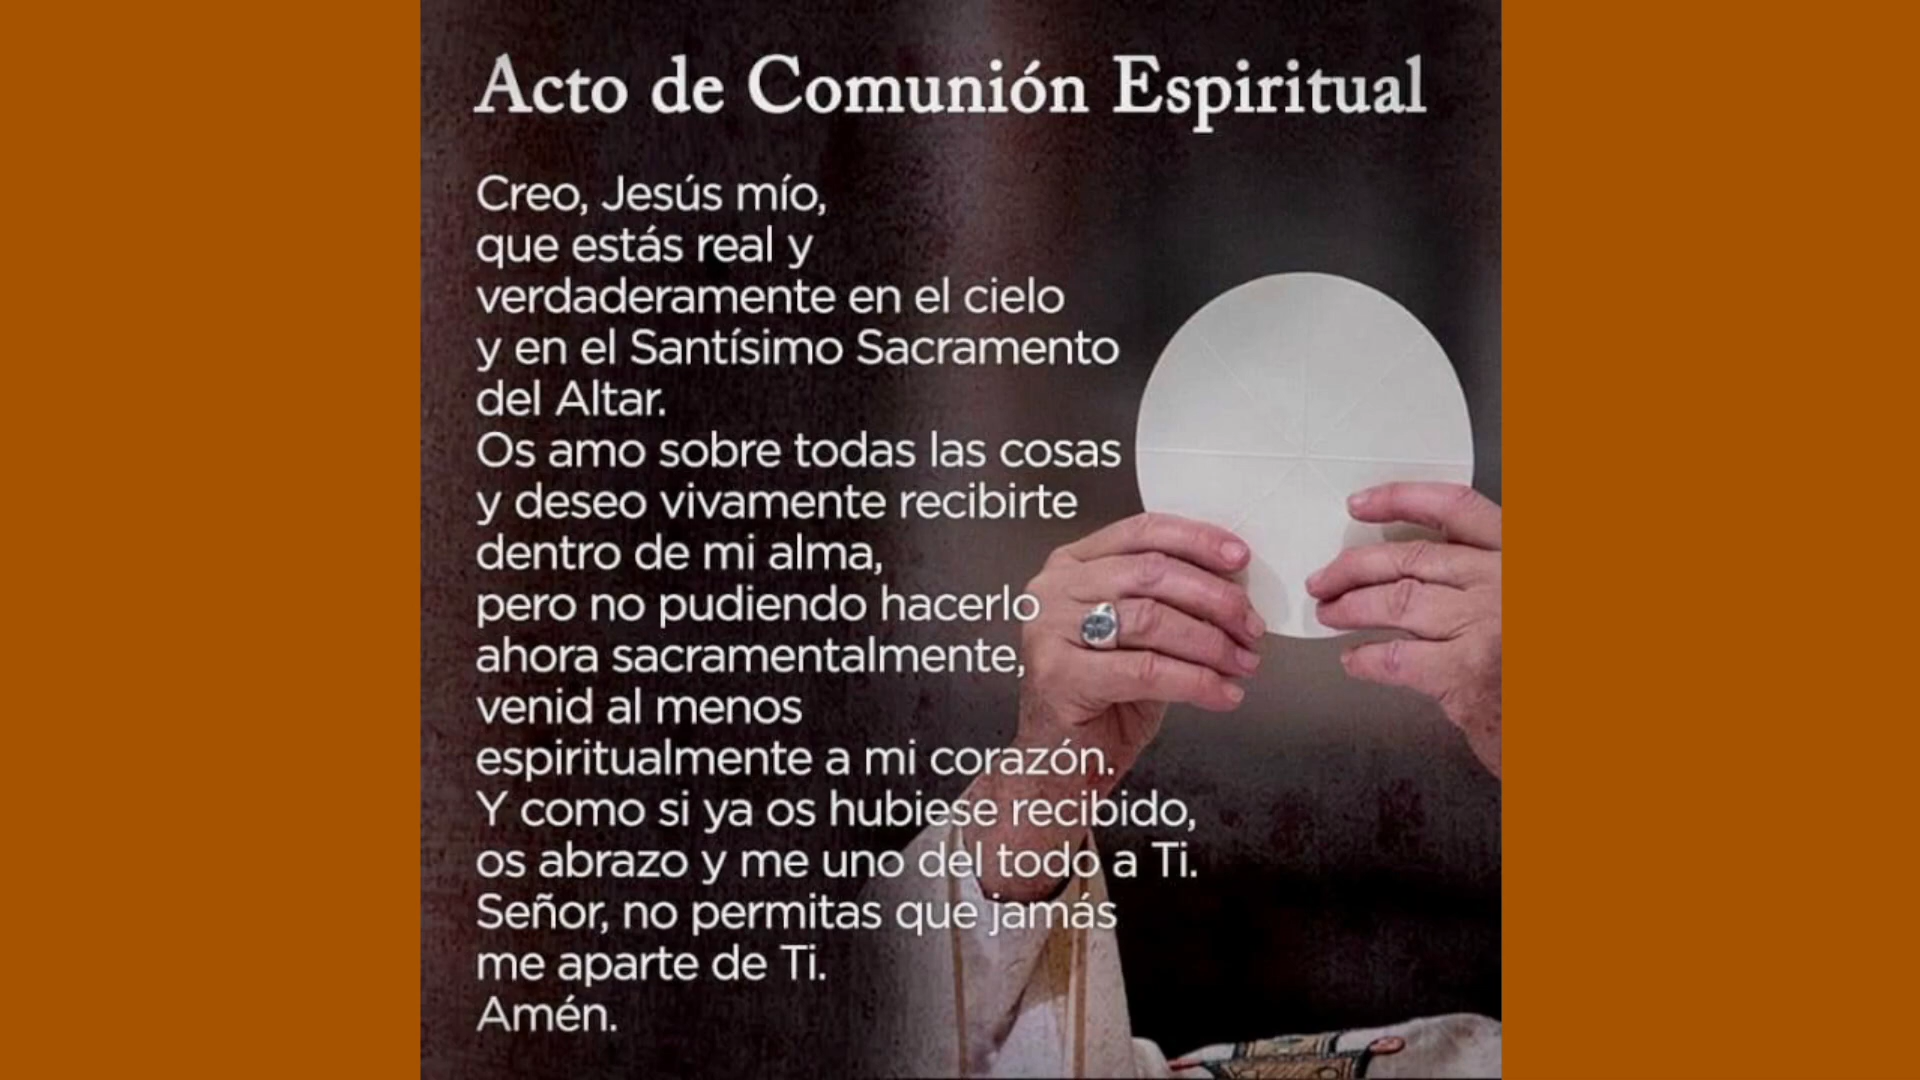 Acto de Comunión Espiritual
Creo, Jesús mío,
que estás real y
verdaderamente en el cielo
y en el Santísimo Sacramento
del Altar.
Os amo sobre todas las cosas
y deseo vivamente recibirte
dentro de mi alma,
pero no pudiendo hacerlo
ahora sacramentalmente,
venid al menos
espiritualmente a mi corazón.
Y como si ya os hubiese recibido,
os abrazo y me uno del todo a Ti.
Señor, no permitas que jamás
me aparte de Ti.
Amén.